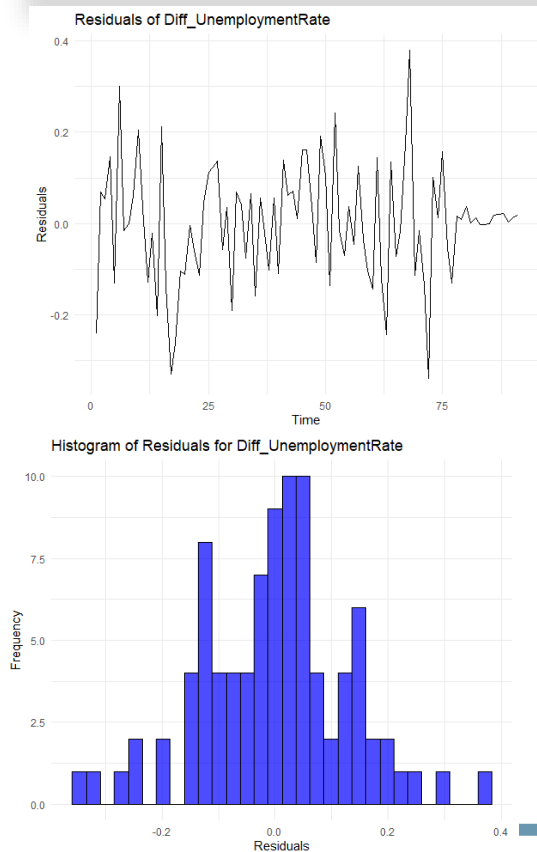 Residuals of Diff_UnemploymentRate
0.4
0.2
0.0
-0.2
Residuals
0 25 50 75
Time
Histogram of Residuals for Diff_UnemploymentRate
10.0
7.5
5.0
2.5
0.0
Frequency
-0.2 0.0 0.2 0.4
Residuals